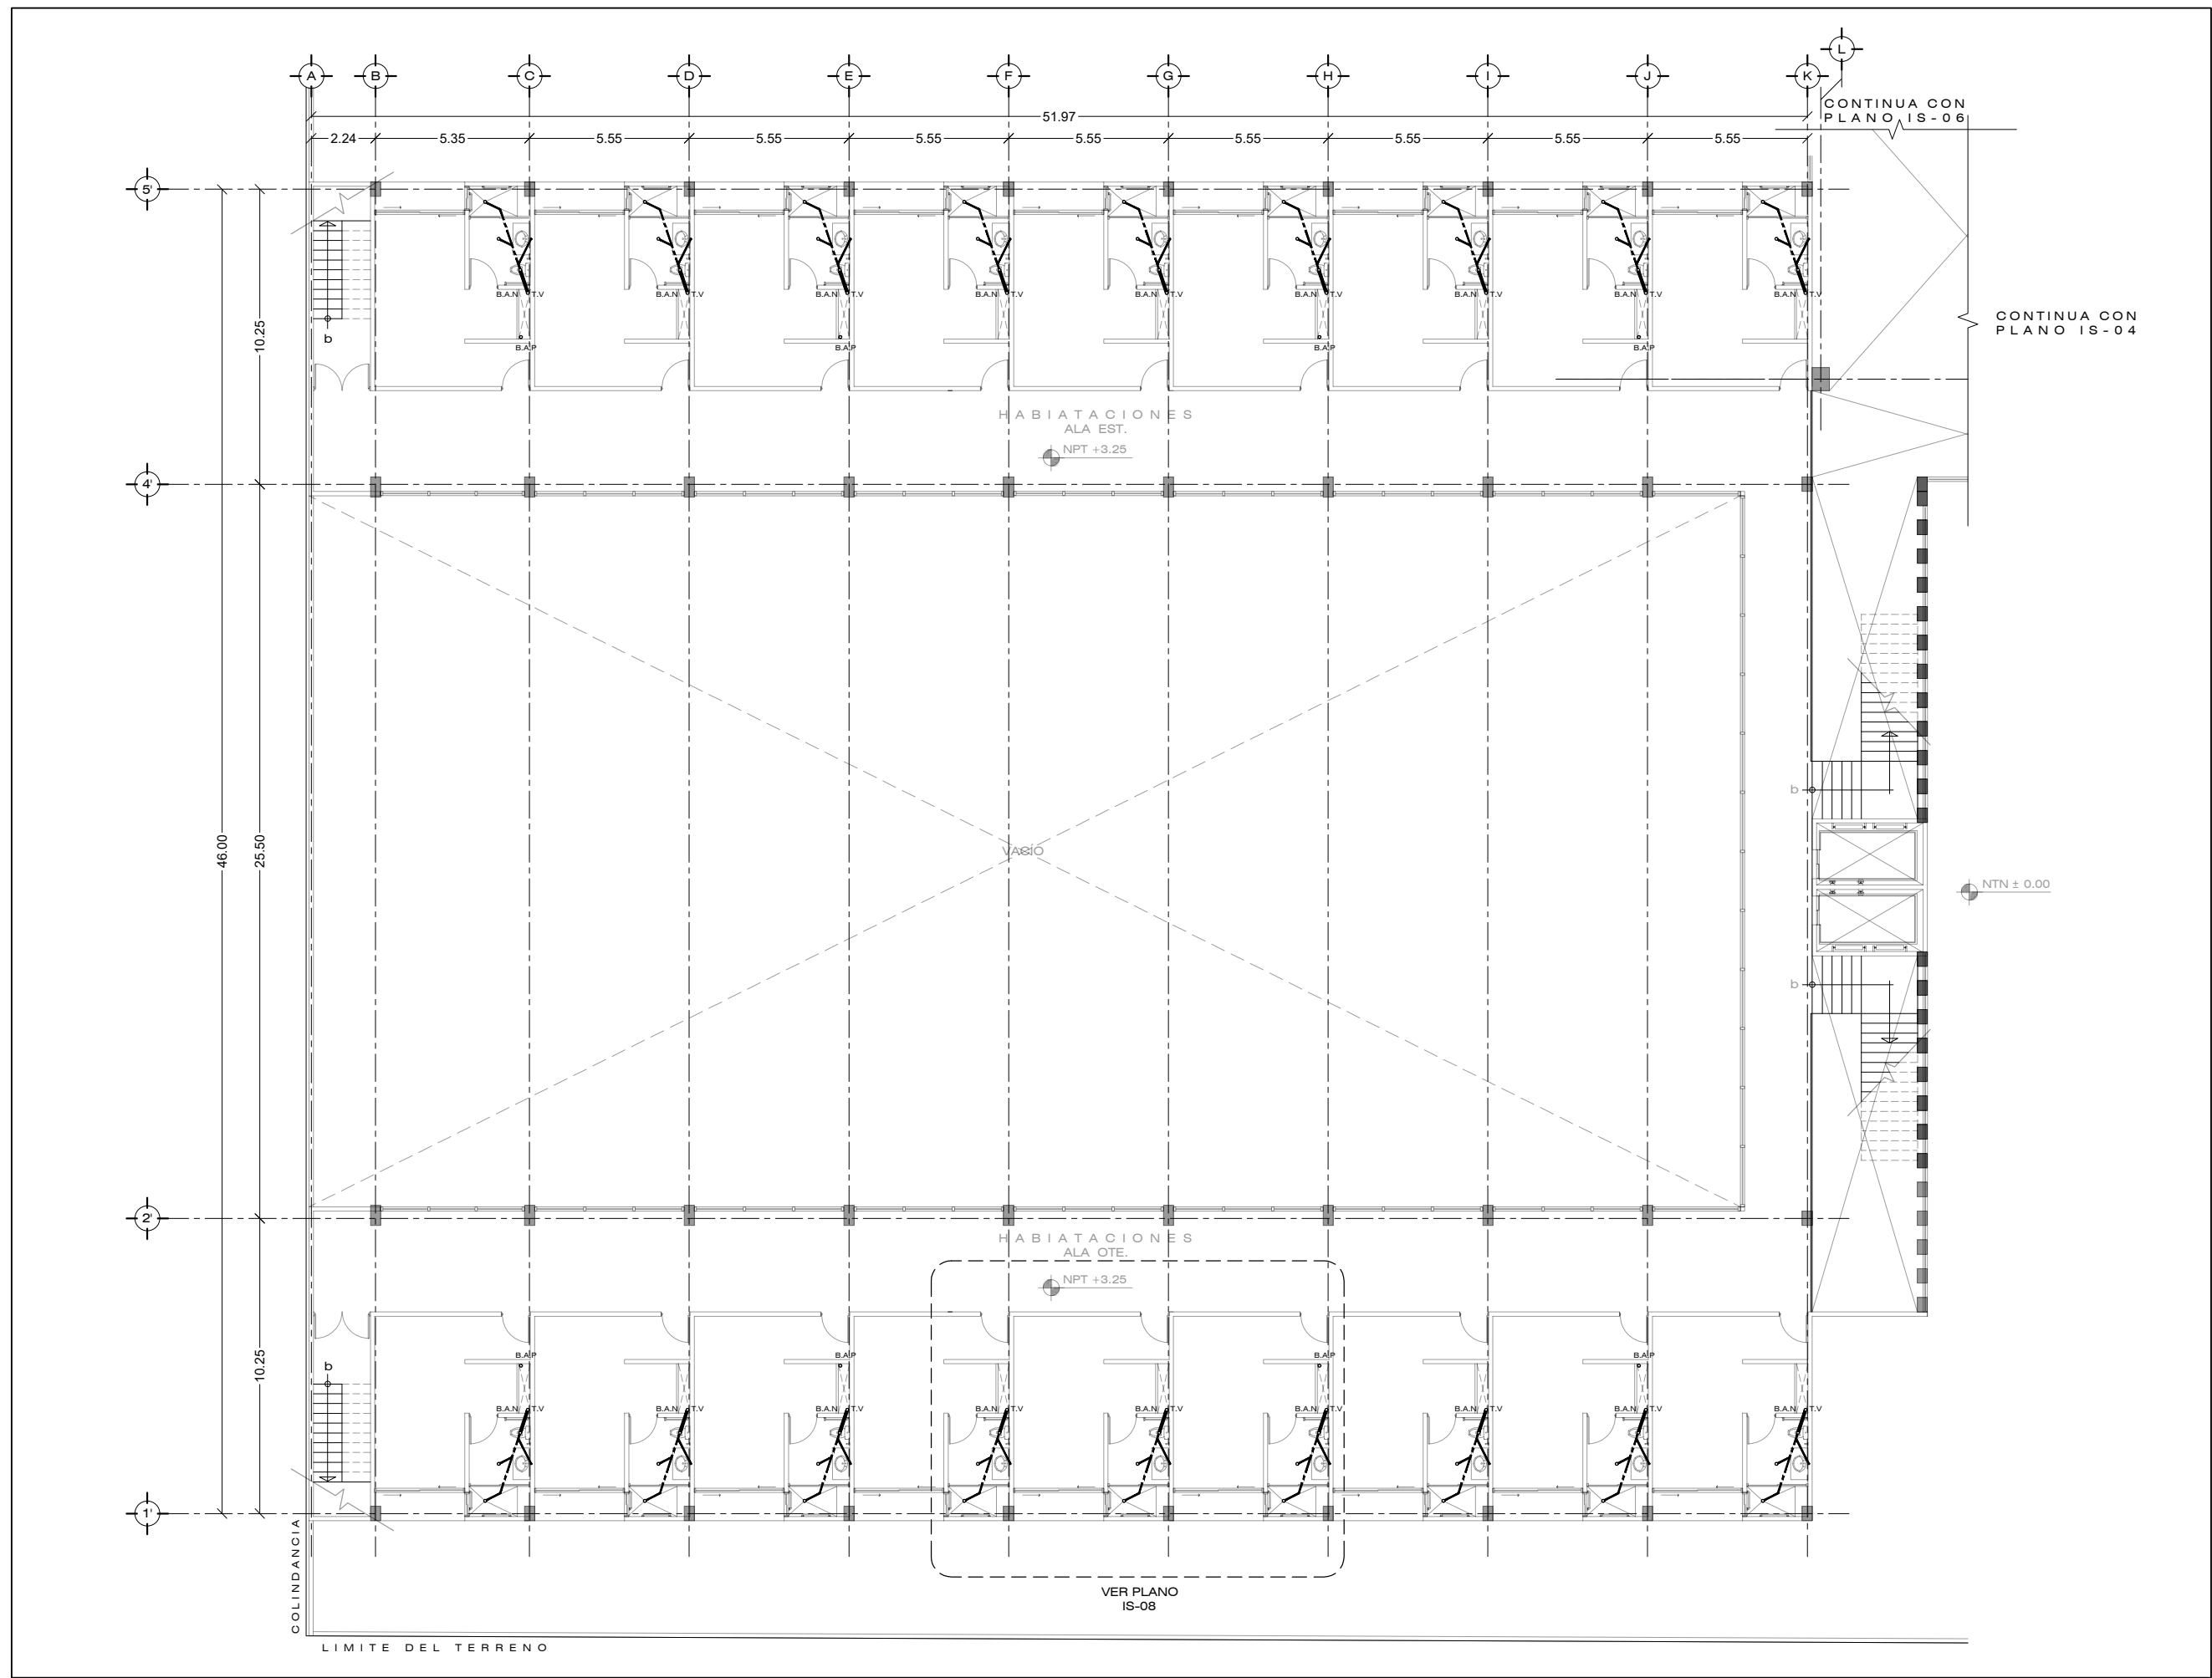 A B C D E F G H I J K L
51.97
CONTINUA CON
PLANO IS-06
2.24 5.35 5.55 5.55 5.55 5.55 5.55 5.55 5.55 5.55
5'
B.A.N T.V B.A.N T.V B.A.N T.V B.A.N T.V B.A.N T.V B.A.N T.V B.A.N T.V B.A.N T.V B.A.N T.V
CONTINUA CON
PLANO IS-04
10.25
b
B.A.P B.A.P B.A.P B.A.P
HABIATACIONES
ALA EST.
NPT +3.25
4'
b
46.00
25.50
VACÍO
NTN ± 0.00
b
2'
HABIATACIONES
ALA OTE.
NPT +3.25
b
B.A.P B.A.P B.A.P B.A.P
10.25
B.A.N T.V B.A.N T.V B.A.N T.V B.A.N T.V B.A.N T.V B.A.N T.V B.A.N T.V B.A.N T.V B.A.N T.V
1'
COLINDANCIA
VER PLANO
IS-08
LIMITE DEL TERRENO